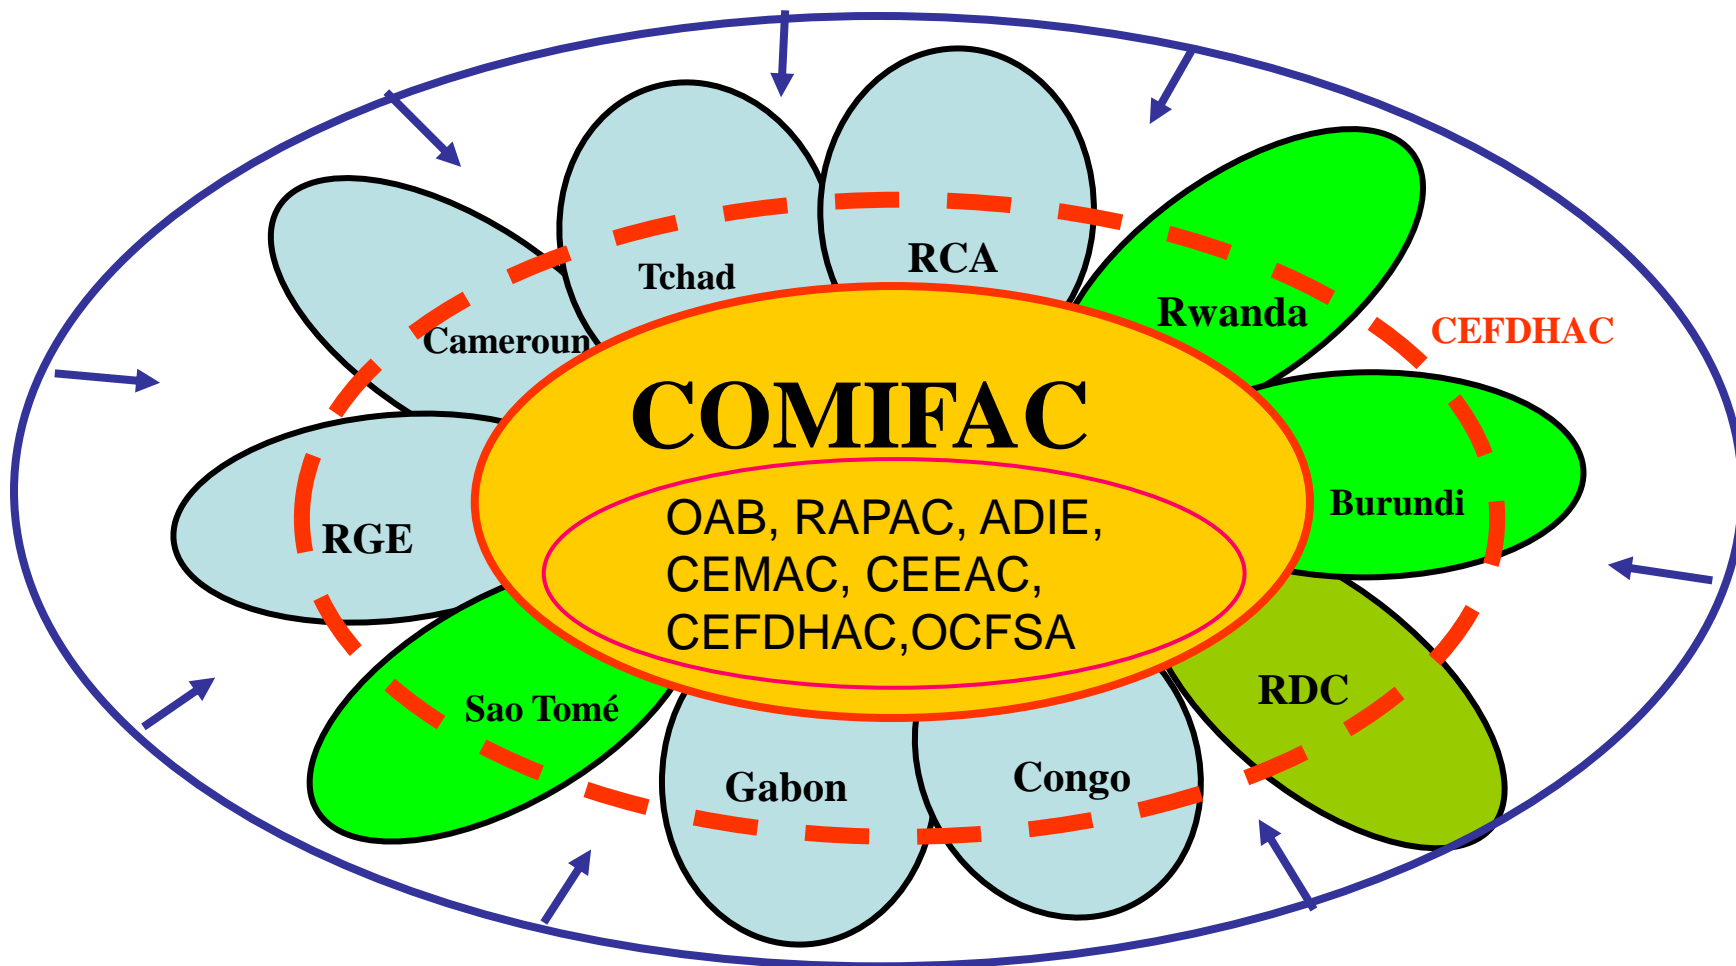 RCA
Tchad
Rwanda
CEFDHAC
Cameroun
COMIFAC
Burundi
OAB, RAPAC, ADIE,
CEMAC, CEEAC,
CEFDHAC,OCFSA
RGE
RDC
Sao Tomé
Gabon
Congo